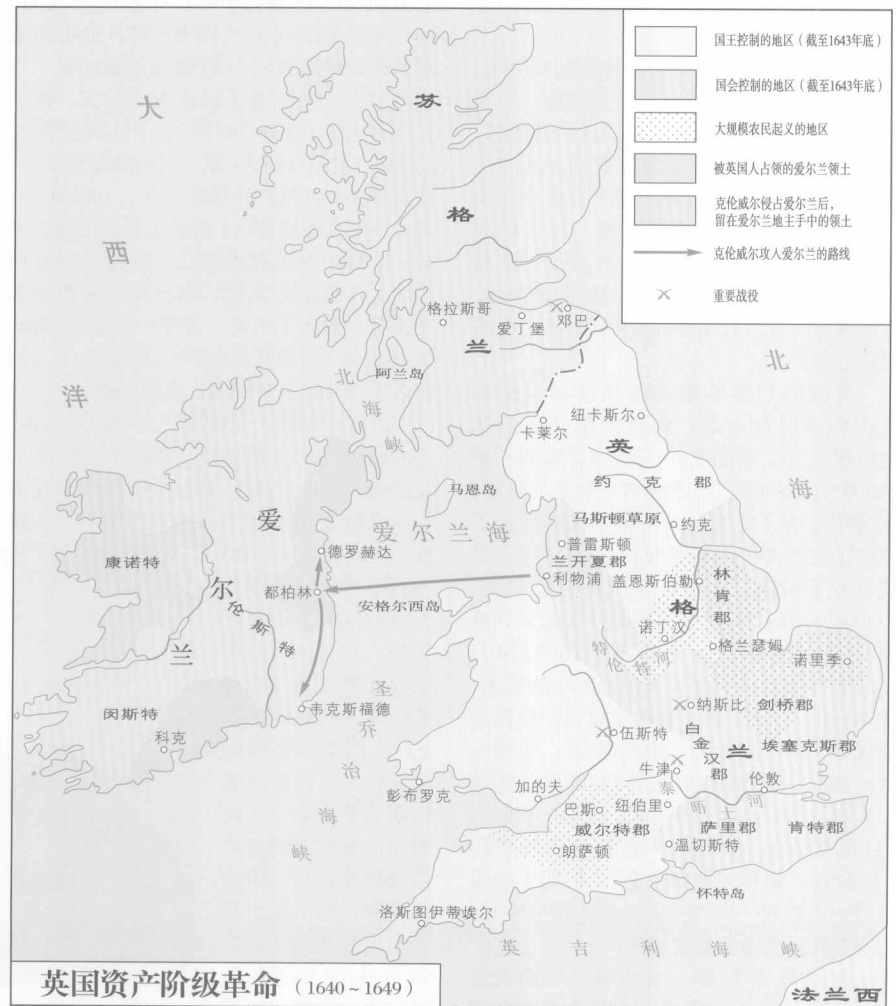 国王控制的地区（截至1643年底）
国会控制的地区（截至1643年底）
大规模农民起义的地区
被英国人占领的爱尔兰领土
克伦威尔侵占爱尔兰后，
留在爱尔兰地主手中的领土
克伦威尔攻入爱尔兰的路线
重要战役
大
西
洋
苏
格
兰
格拉斯哥
爱丁堡
邓巴
阿兰岛
北
海
峡
北
海
纽卡斯尔
卡莱尔
英
格
兰
约克郡
马恩岛
爱尔兰海
马斯顿草原
约克
普雷斯顿
兰开夏郡
利物浦
盖恩斯伯勒
林
肯
郡
诺丁汉
特
伦
特
河
格兰瑟姆
诺里季
爱
尔
兰
德罗赫达
康诺特
都柏林
伦
斯
特
安格尔西岛
韦克斯福德
闵斯特
科克
圣
乔
治
海
峡
纳斯比
剑桥郡
伍斯特
白
金
汉
郡
埃塞克斯郡
牛津
伦敦
彭布罗克
加的夫
泰
晤
士
河
巴斯
纽伯里
威尔特郡
萨里郡
肯特郡
朗萨顿
温切斯特
怀特岛
洛斯图伊蒂埃尔
英吉利海峡
英国资产阶级革命（1640~1649）
法兰西